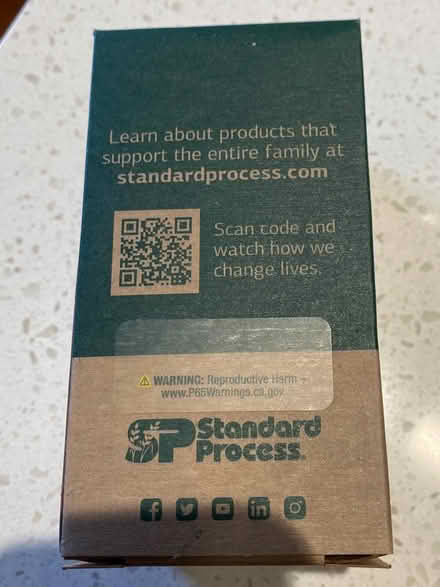 Learn about products that
support the entire family at
standardprocess.com
Scan code and
watch how we
change lives.
⚠ WARNING: Reproductive Harm -
www.P65Warnings.ca.gov
SP Standard
Process.